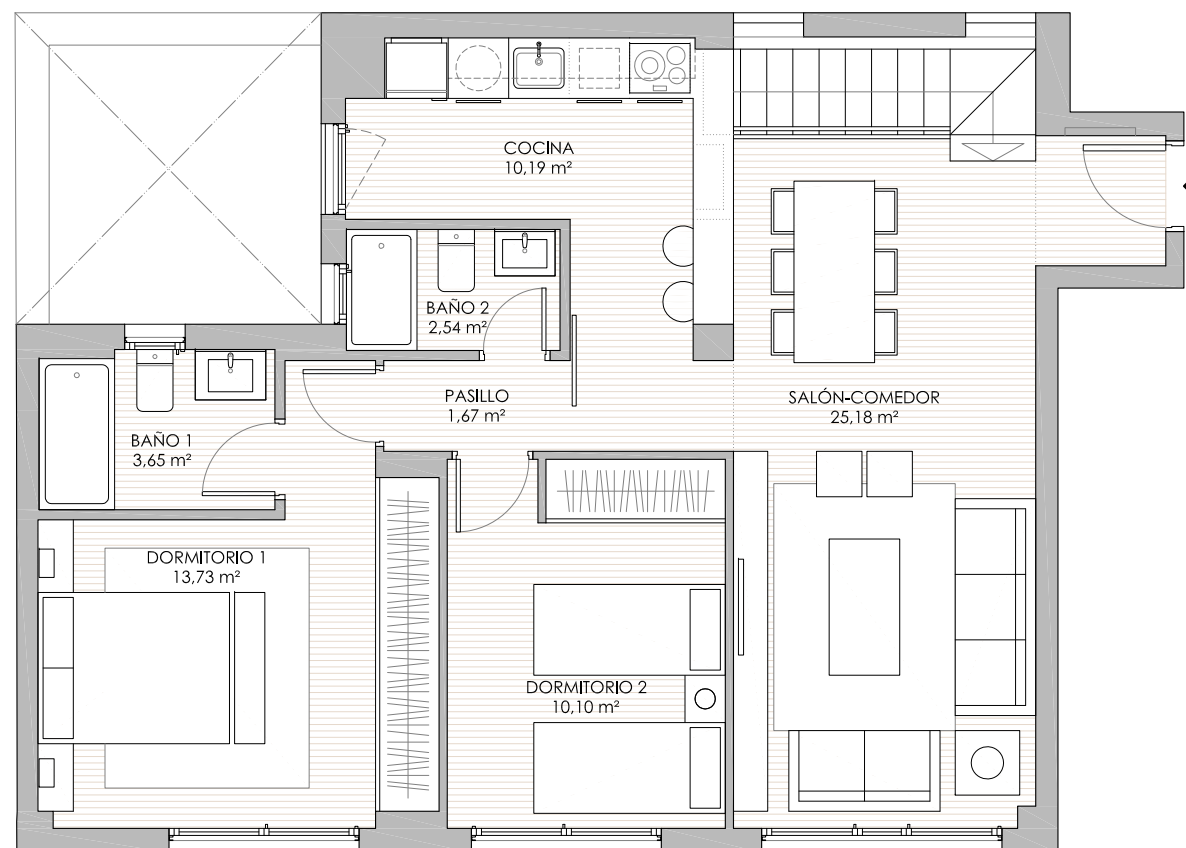 COCINA
10,19 m²
BAÑO 2
2,54 m²
PASILLO
1,67 m²
SALÓN-COMEDOR
25,18 m²
BAÑO 1
3,65 m²
DORMITORIO 1
13,73 m²
DORMITORIO 2
10,10 m²